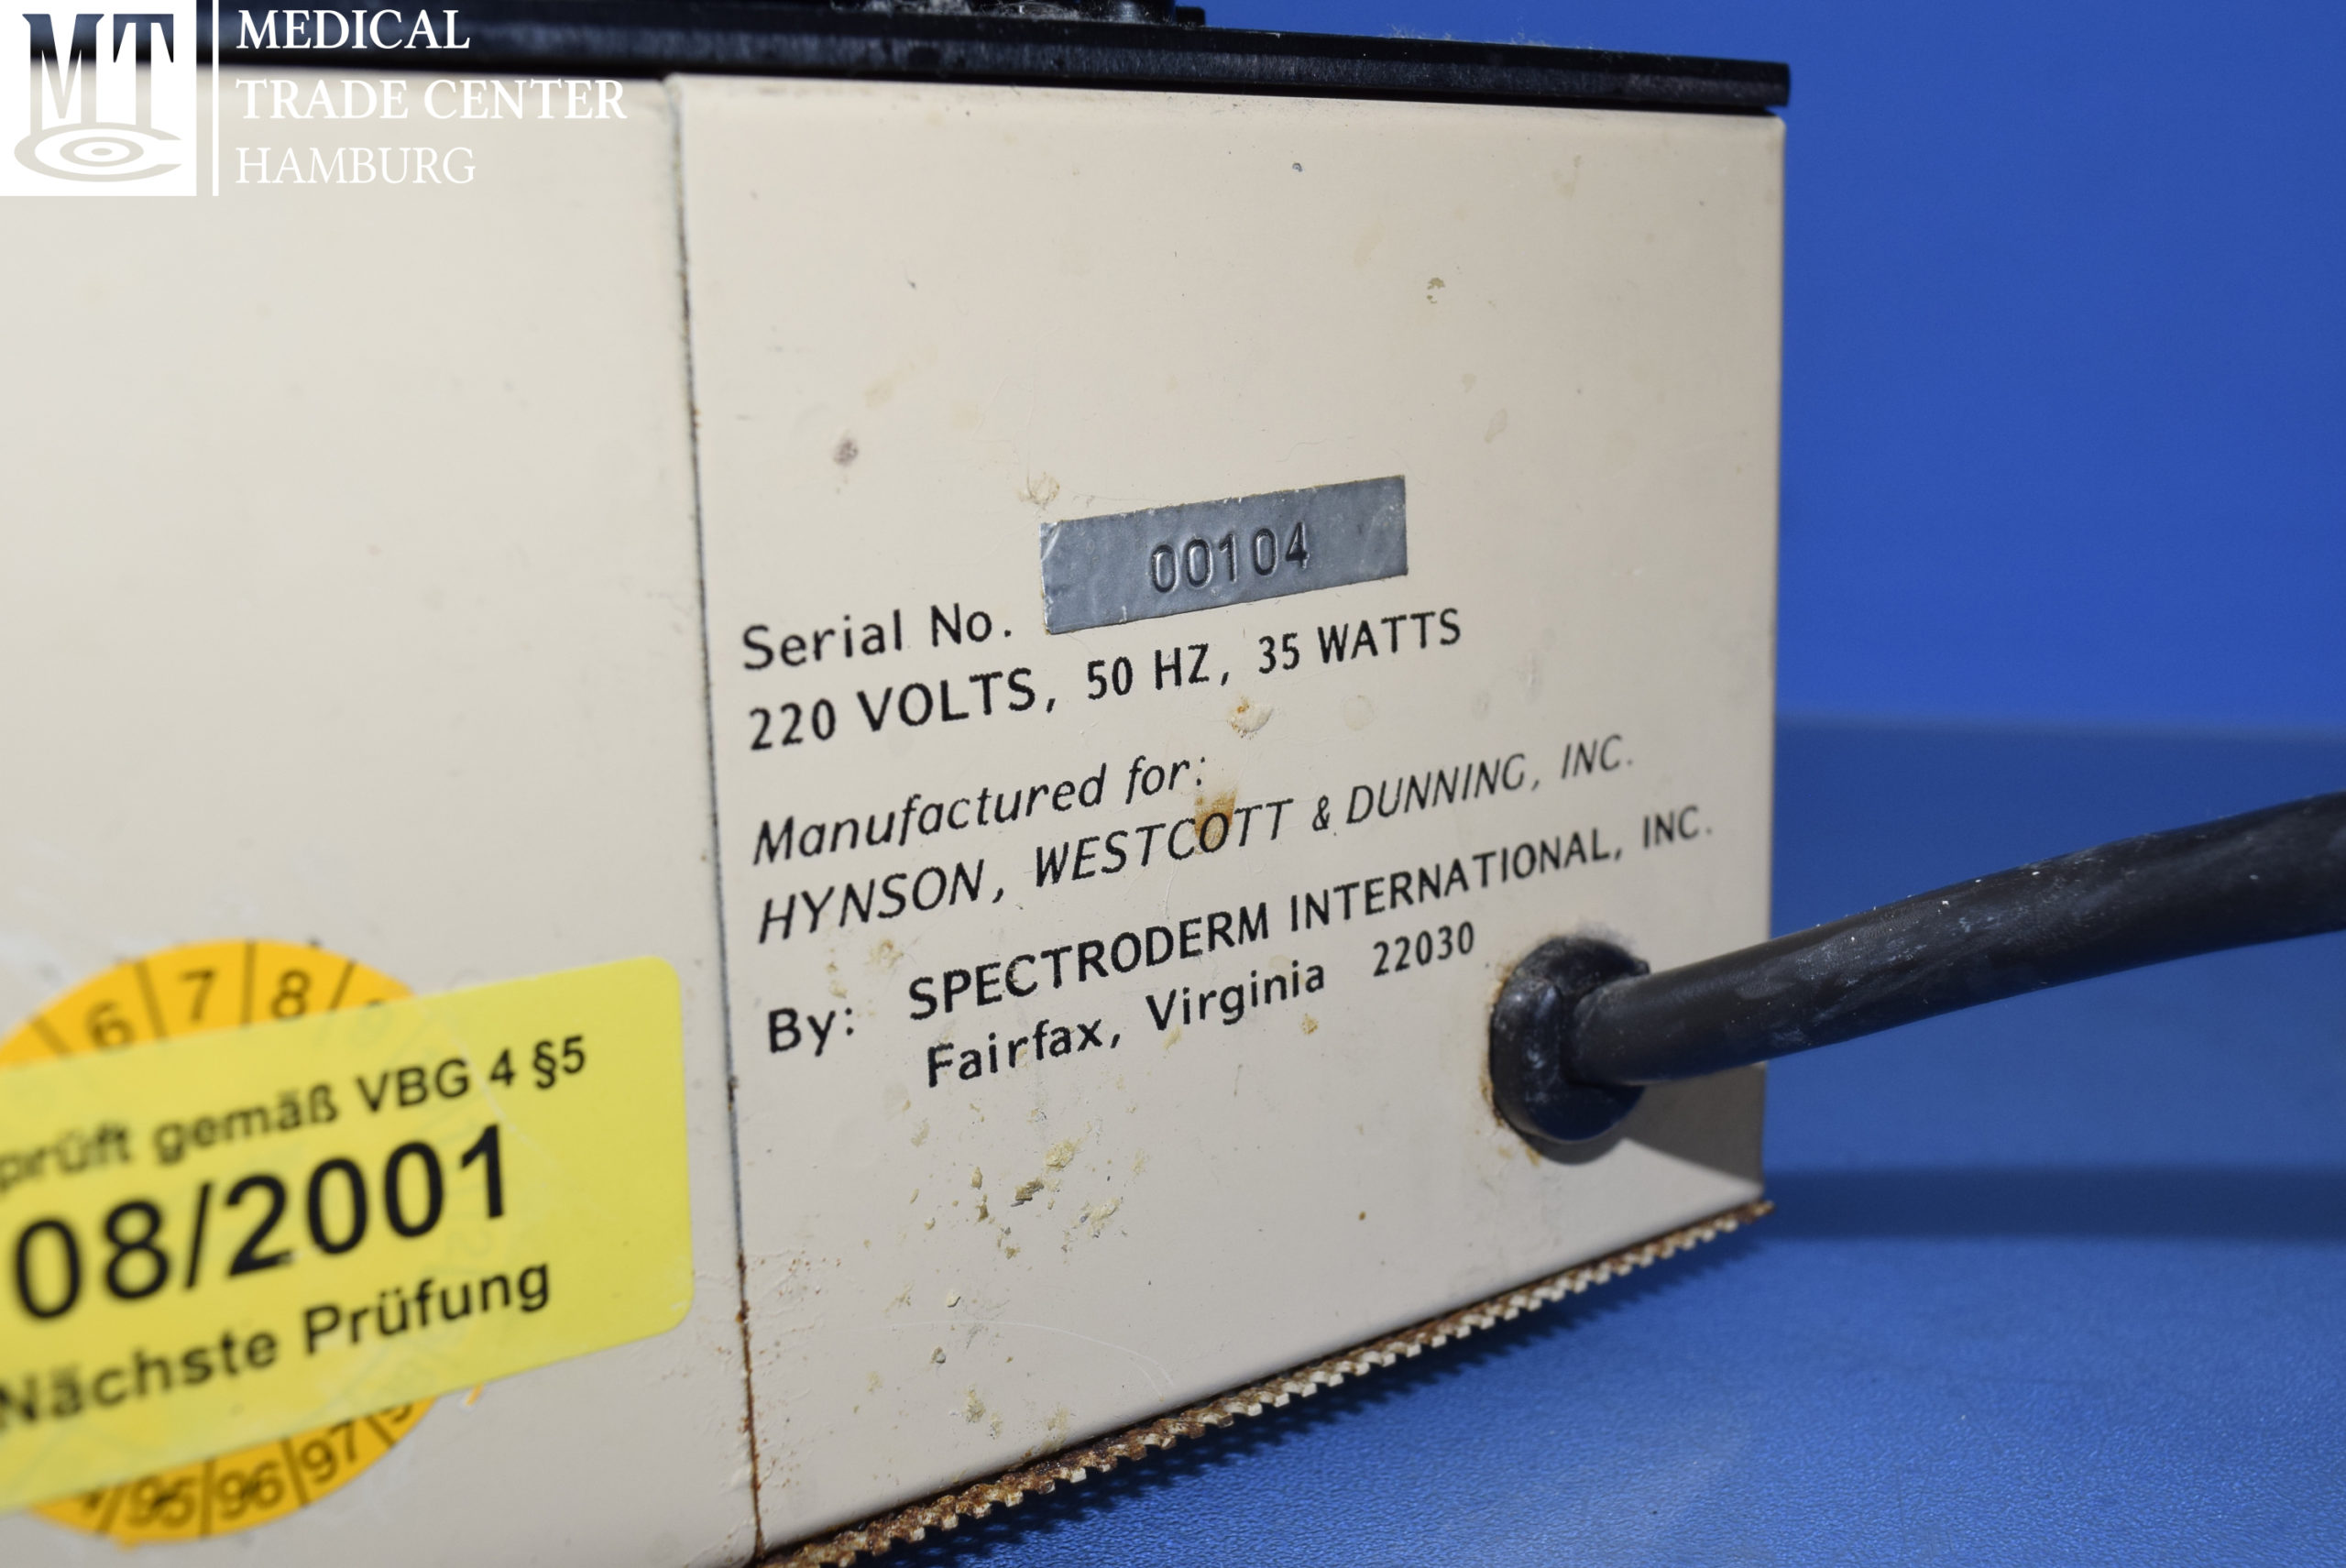 MTC
MEDICAL
TRADE CENTER
HAMBURG
00104
Serial No.
220 VOLTS, 50 HZ, 35 WATTS
Manufactured for:
HYNSON, WESTCOTT & DUNNING, INC.
By: SPECTRODERM INTERNATIONAL, INC.
Fairfax, Virginia 22030
6 7 8
prüft gemäß VBG 4 §5
08/2001
Nächste Prüfung
95 96 97